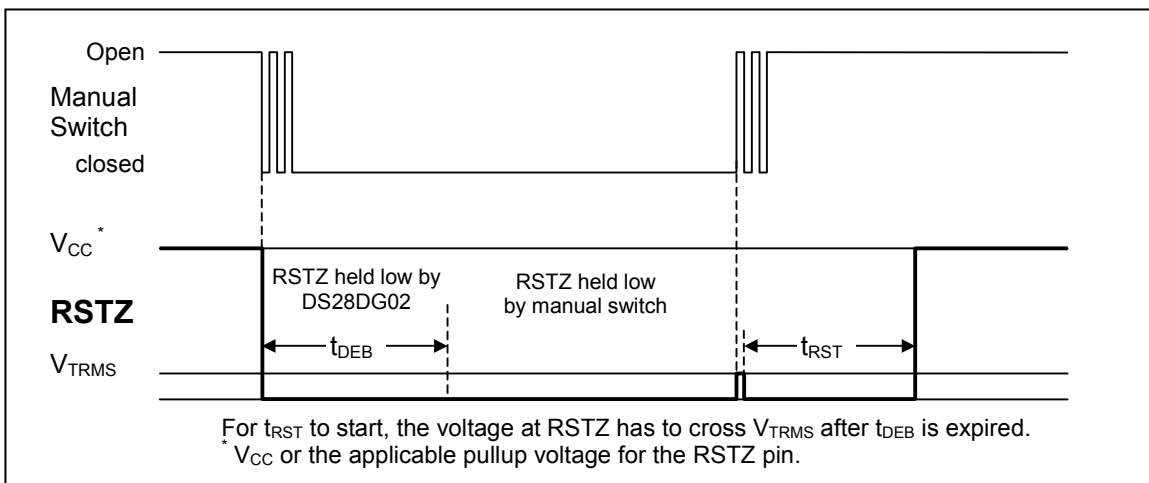 Open
Manual
Switch
closed
VCC *
RSTZ held low by
DS28DG02
RSTZ held low
by manual switch
RSTZ
tDEB
tRST
VTRMS
For tRST to start, the voltage at RSTZ has to cross VTRMS after tDEB is expired.
* VCC or the applicable pullup voltage for the RSTZ pin.